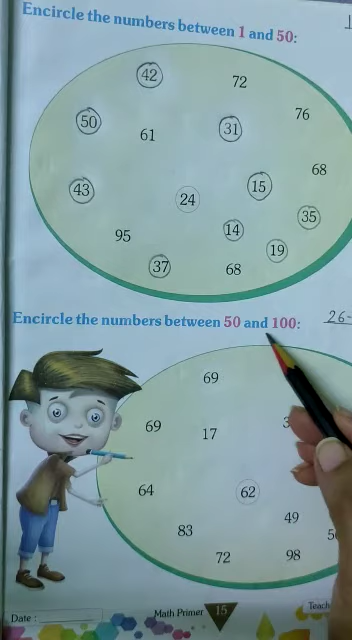 Encircle the numbers between 1 and 50:
42 72
50 61 31 76
43 24 15 68
95 14 35
37 68 19
Encircle the numbers between 50 and 100:
26-
69
69 17
64 62
83 49
72 98
Date :
Math Primer 15
Teach